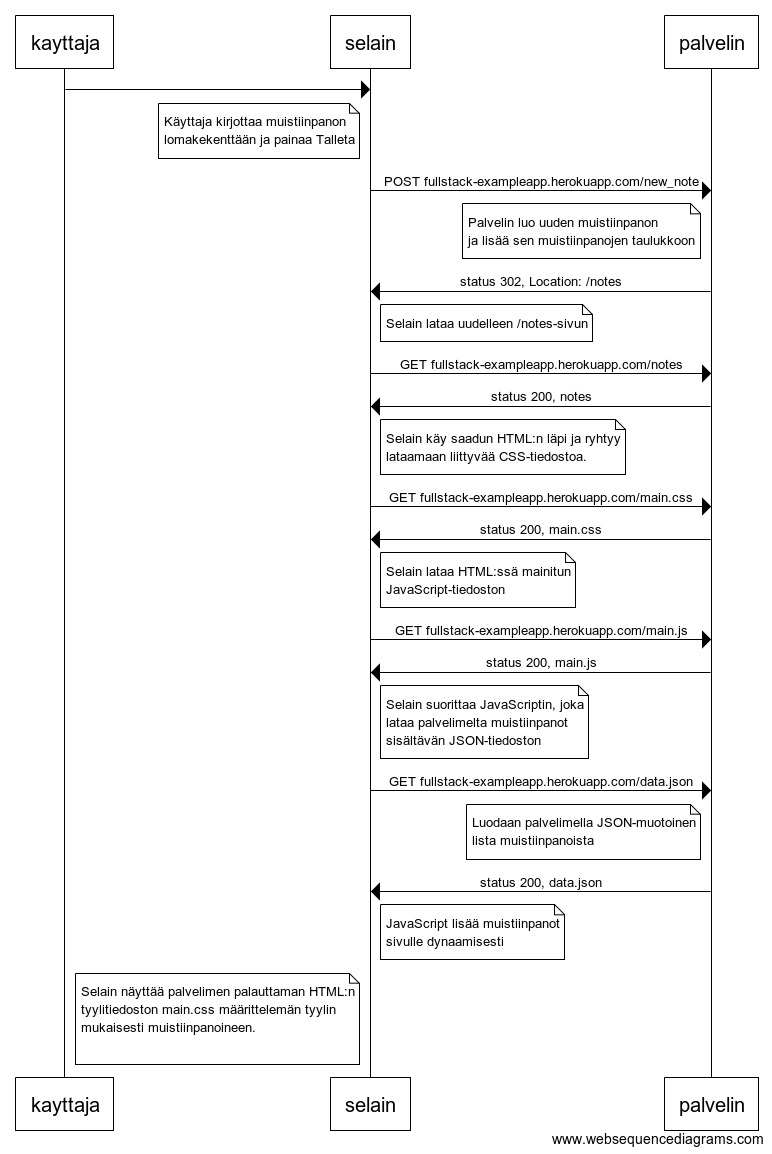 kayttaja
selain
palvelin
Käyttaja kirjottaa muistiinpanon
lomakekenttään ja painaa Talleta
POST fullstack-exampleapp.herokuapp.com/new_note
Palvelin luo uuden muistiinpanon
ja lisää sen muistiinpanojen taulukkoon
status 302, Location: /notes
Selain lataa uudelleen /notes-sivun
GET fullstack-exampleapp.herokuapp.com/notes
status 200, notes
Selain käy saadun HTML:n läpi ja ryhtyy
lataamaan liittyvää CSS-tiedostoa.
GET fullstack-exampleapp.herokuapp.com/main.css
status 200, main.css
Selain lataa HTML:ssä mainitun
JavaScript-tiedoston
GET fullstack-exampleapp.herokuapp.com/main.js
status 200, main.js
Selain suorittaa JavaScriptin, joka
lataa palvelimelta muistiinpanot
sisältävän JSON-tiedoston
GET fullstack-exampleapp.herokuapp.com/data.json
Luodaan palvelimella JSON-muotoinen
lista muistiinpanoista
status 200, data.json
JavaScript lisää muistiinpanot
sivulle dynaamisesti
Selain näyttää palvelimen palauttaman HTML:n
tyylitiedoston main.css määrittelemän tyylin
mukaisesti muistiinpanoineen.
kayttaja
selain
palvelin
www.websequencediagrams.com